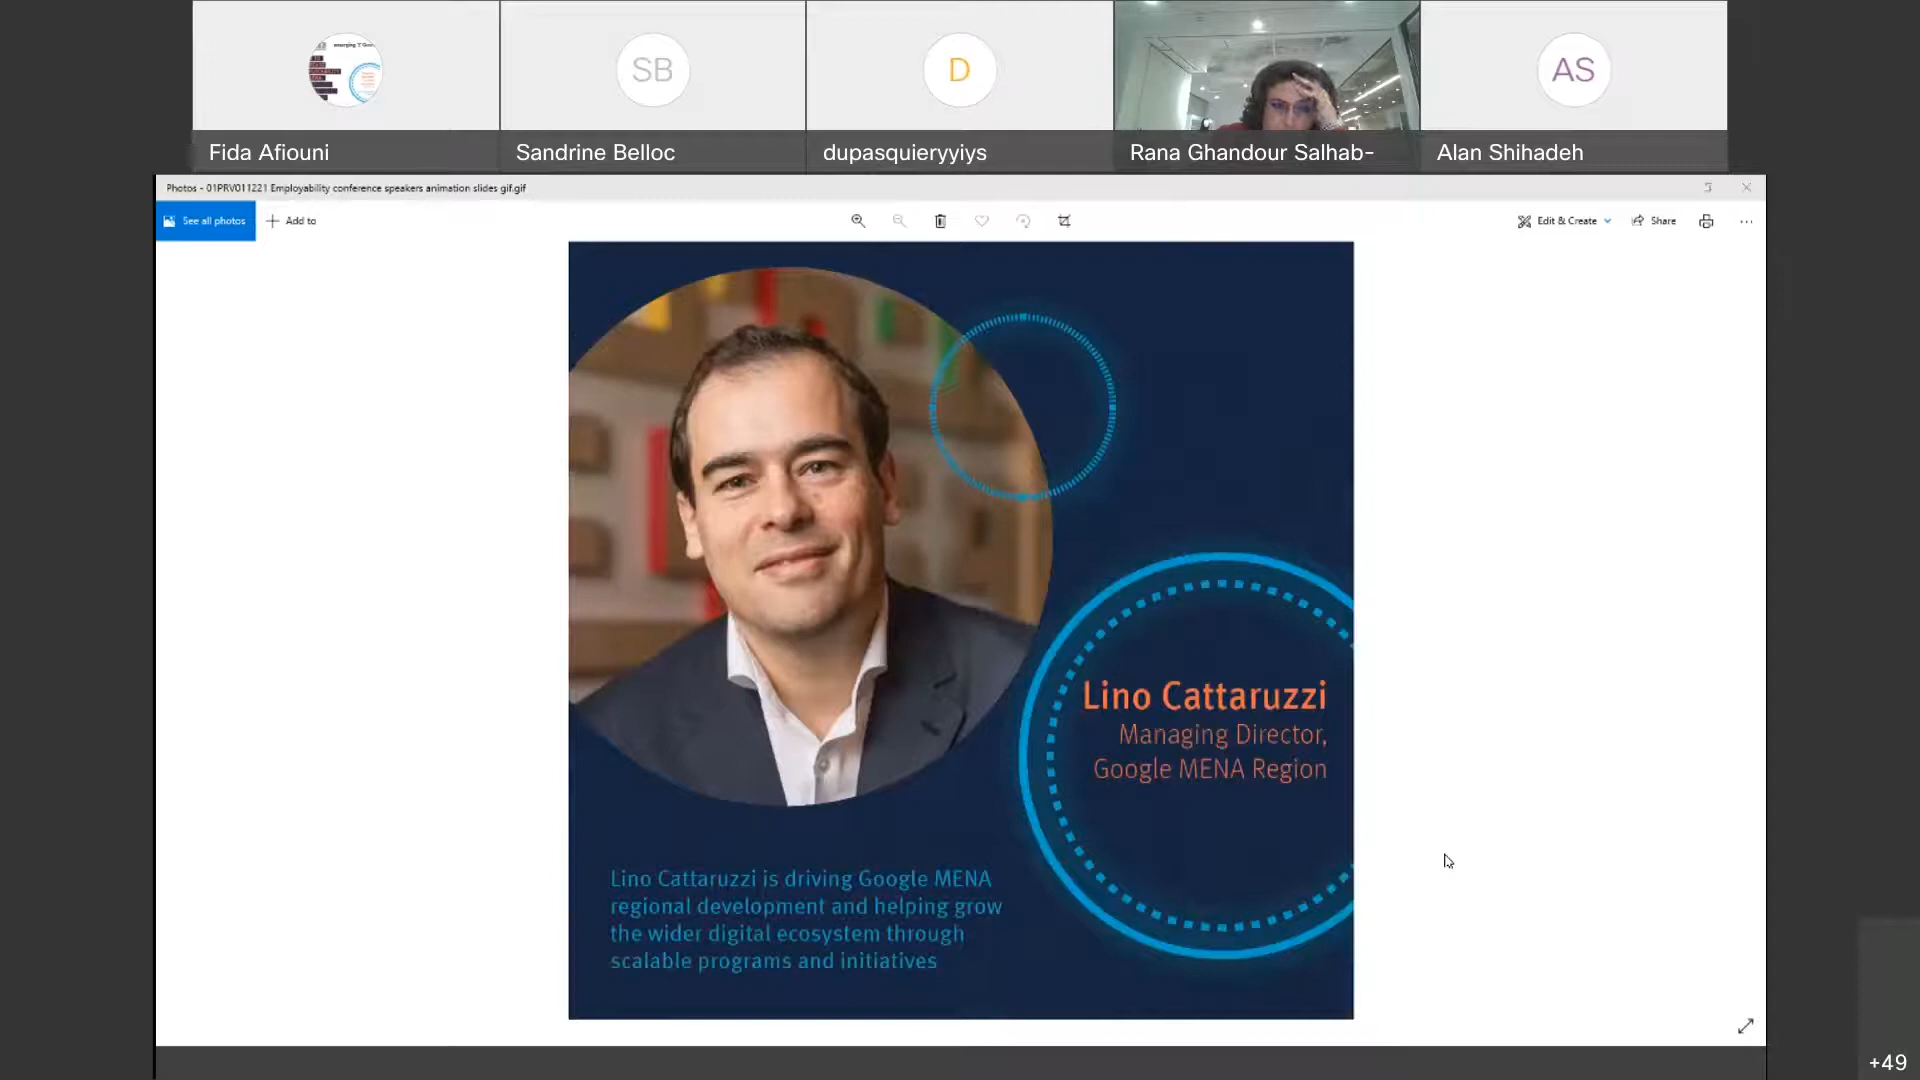 SB
D
AS
Fida Afiouni
Sandrine Belloc
dupasquieryyiys
Rana Ghandour Salhab-
Alan Shihadeh
Photos - 01PRV011221 Employability conference speakers animation slides gif.gif
See all photos
Add to
Edit & Create
Share
Lino Cattaruzzi
Managing Director,
Google MENA Region
Lino Cattaruzzi is driving Google MENA
regional development and helping grow
the wider digital ecosystem through
scalable programs and initiatives
+49